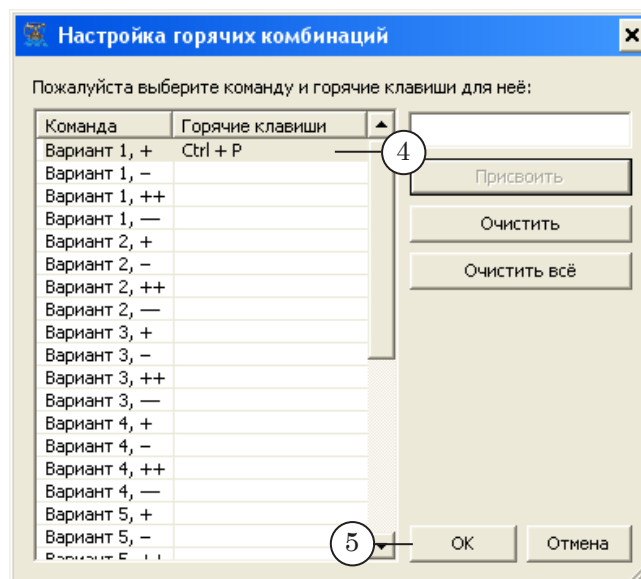 Настройка горячих комбинаций
Пожалуйста выберите команду и горячие клавиши для неё:
Команда Горячие клавиши
Вариант 1, + Ctrl + P 4
Вариант 1, –
Присвоить
Вариант 1, ++
Вариант 1, —
Очистить
Вариант 2, +
Вариант 2, –
Очистить всё
Вариант 2, ++
Вариант 2, —
Вариант 3, +
Вариант 3, –
Вариант 3, ++
Вариант 3, —
Вариант 4, +
Вариант 4, –
Вариант 4, ++
Вариант 4, —
Вариант 5, +
Вариант 5, – 5 OK Отмена
Вариант 5, ++